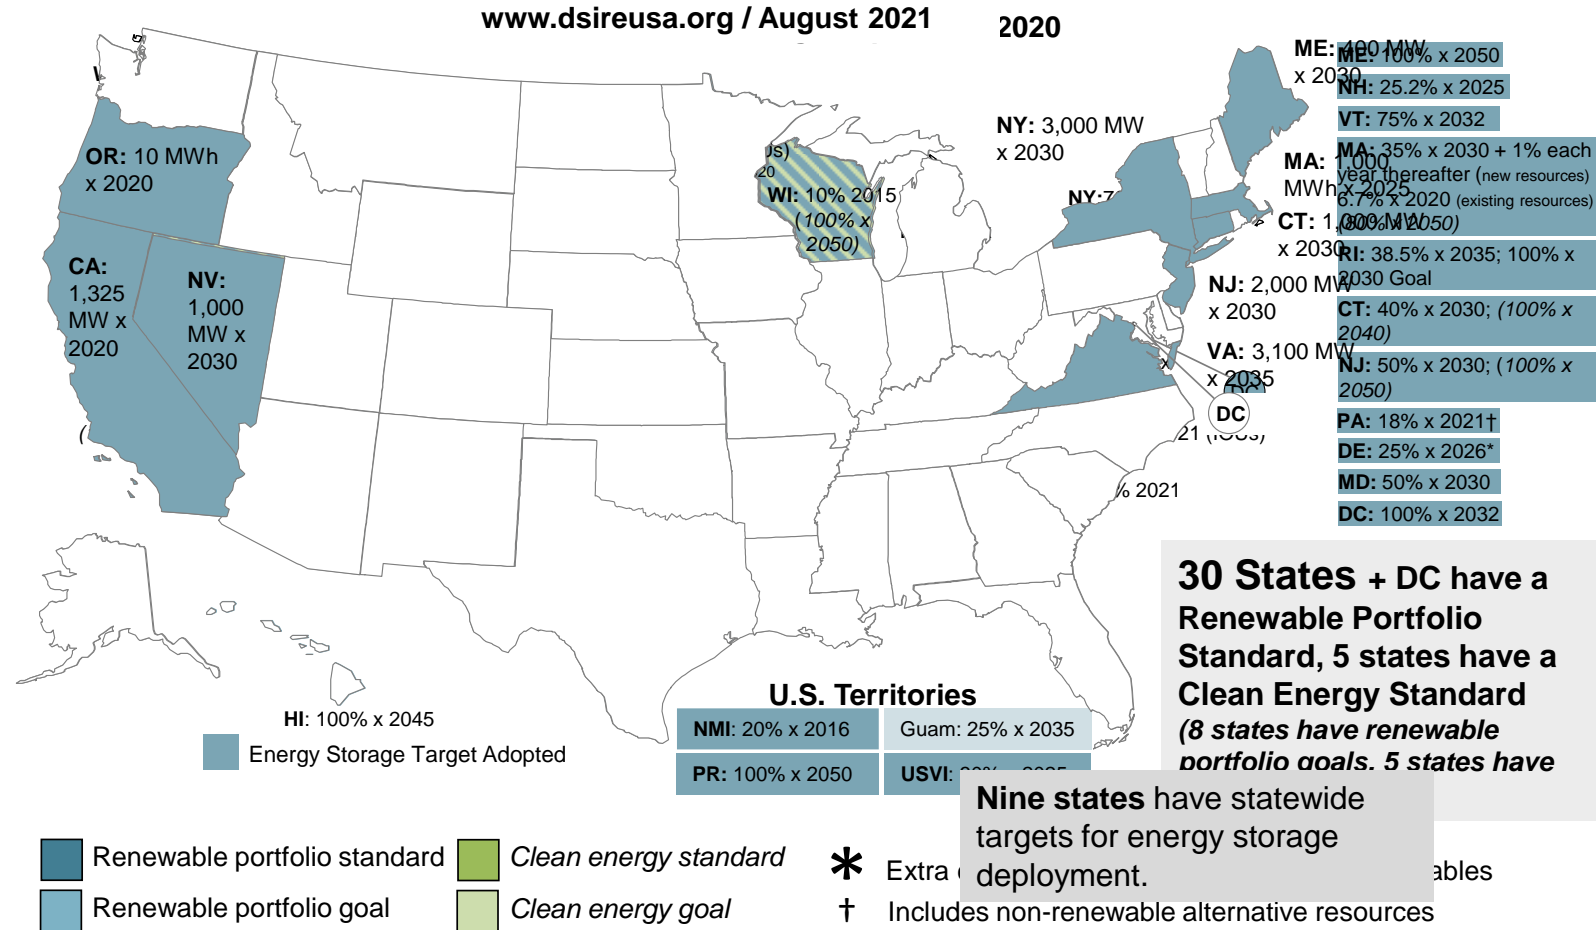 www.dsireusa.org / August 2021
2020
ME: 400 MW
x 2030
ME: 100% x 2050
NH: 25.2% x 2025
VT: 75% x 2032
NY: 3,000 MW
x 2030
NY:7
MA: 1,000
MWh x 2025
MA: 35% x 2030 + 1% each
year thereafter (new resources)
6.7% x 2020 (existing resources)
(80% x 2050)
OR: 10 MWh
x 2020
20
WI: 10% 2015
(100% x
2050)
CT: 1,000 MW
x 2030
RI: 38.5% x 2035; 100% x
2030 Goal
CA:
1,325
MW x
2020
NV:
1,000
MW x
2030
NJ: 2,000 MW
x 2030
CT: 40% x 2030; (100% x
2040)
VA: 3,100 MW
x 2035
NJ: 50% x 2030; (100% x
2050)
DC
DC
21 (IOUs)
PA: 18% x 2021†
DE: 25% x 2026*
MD: 50% x 2030
DC: 100% x 2032
% 2021
30 States + DC have a
Renewable Portfolio
Standard, 5 states have a
Clean Energy Standard
(8 states have renewable
portfolio goals, 5 states have
HI: 100% x 2045
Energy Storage Target Adopted
U.S. Territories
NMI: 20% x 2016
Guam: 25% x 2035
PR: 100% x 2050
USVI:
Nine states have statewide
targets for energy storage
deployment.
Renewable portfolio standard
Clean energy standard
* Extra
Renewable portfolio goal
Clean energy goal
† Includes non-renewable alternative resources